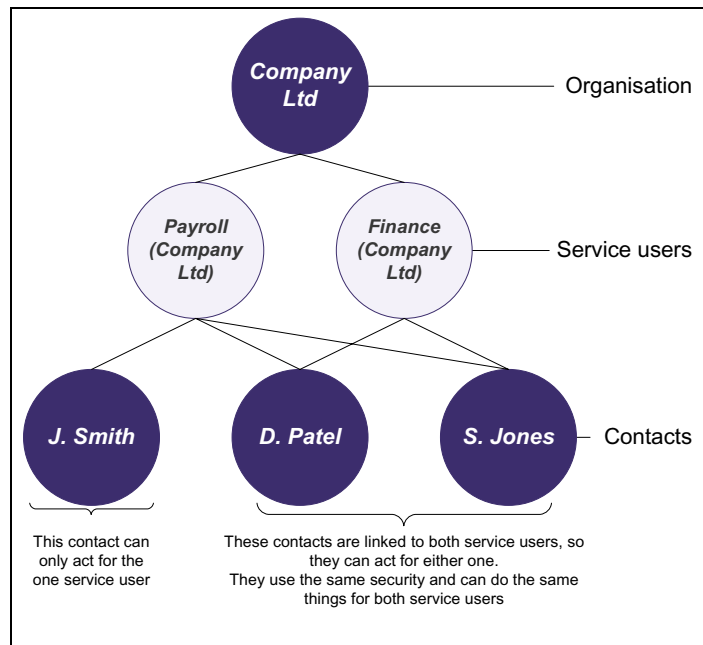 Company
Ltd
Organisation
Payroll
(Company
Ltd)
Finance
(Company
Ltd)
Service users
J. Smith
D. Patel
S. Jones
Contacts
This contact can
only act for the
one service user
These contacts are linked to both service users, so
they can act for either one.
They use the same security and can do the same
things for both service users